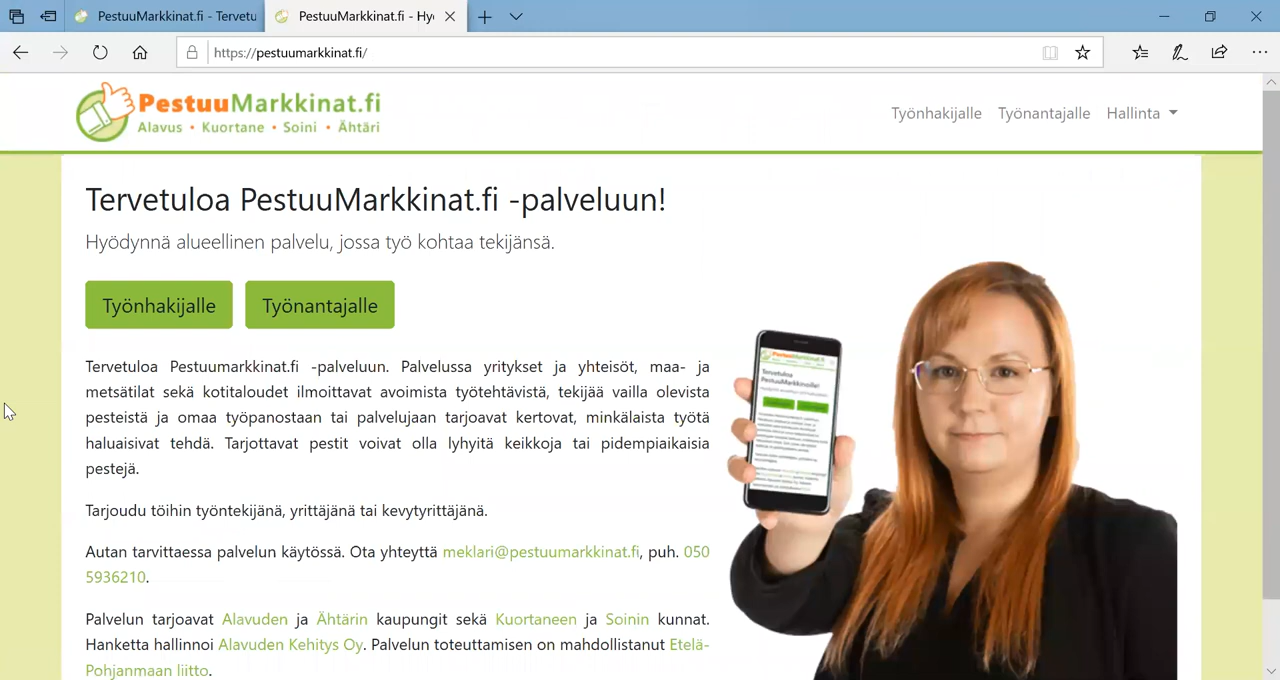 PestuuMarkkinat.fi - Tervetu
PestuuMarkkinat.fi - Hy
https://pestuumarkkinat.fi/
PestuuMarkkinat.fi
Alavus • Kuortane • Soini • Ähtäri
Työnhakijalle
Työnantajalle
Hallinta
Tervetuloa PestuuMarkkinat.fi -palveluun!
Hyödynnä alueellinen palvelu, jossa työ kohtaa tekijänsä.
Työnhakijalle
Työnantajalle
Tervetuloa Pestuumarkkinat.fi -palveluun. Palvelussa yritykset ja yhteisöt, maa- ja
metsätilat sekä kotitaloudet ilmoittavat avoimista työtehtävistä, tekijää vailla olevista
ja omaa työpanostaan tai palvelujaan tarjoavat kertovat, minkälaista työtä
haluaisivat tehdä. Tarjottavat pestit voivat olla lyhyitä keikkoja tai pidempiaikaisia
pestejä.
Tarjoudu töihin työntekijänä, yrittäjänä tai kevytyrittäjänä.
Autan tarvittaessa palvelun käytössä. Ota yhteyttä meklari@pestuumarkkinat.fi, puh. 050
5936210.
Palvelun tarjoavat Alavuden ja Ähtärin kaupungit sekä Kuortaneen ja Soinin kunnat.
Hanketta hallinnoi Alavuden Kehitys Oy. Palvelun toteuttamisen on mahdollistanut Etelä-
Pohjanmaan liitto.
PestuuMarkkinat.fi
Tervetuloa
PestuuMarkkinoille!